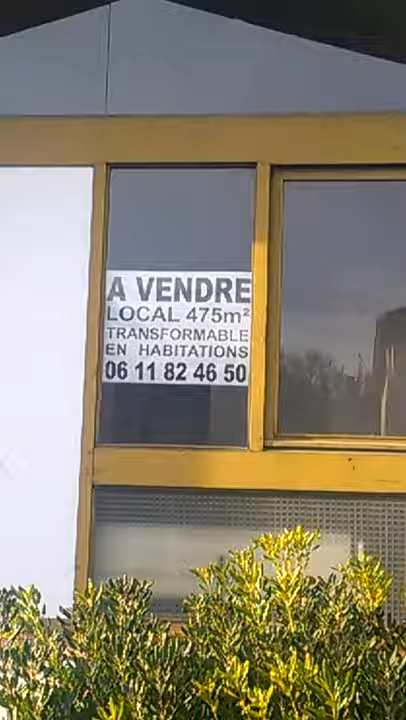 A VENDRE
LOCAL 475m²
TRANSFORMABLE
EN HABITATIONS
06 11 82 46 50